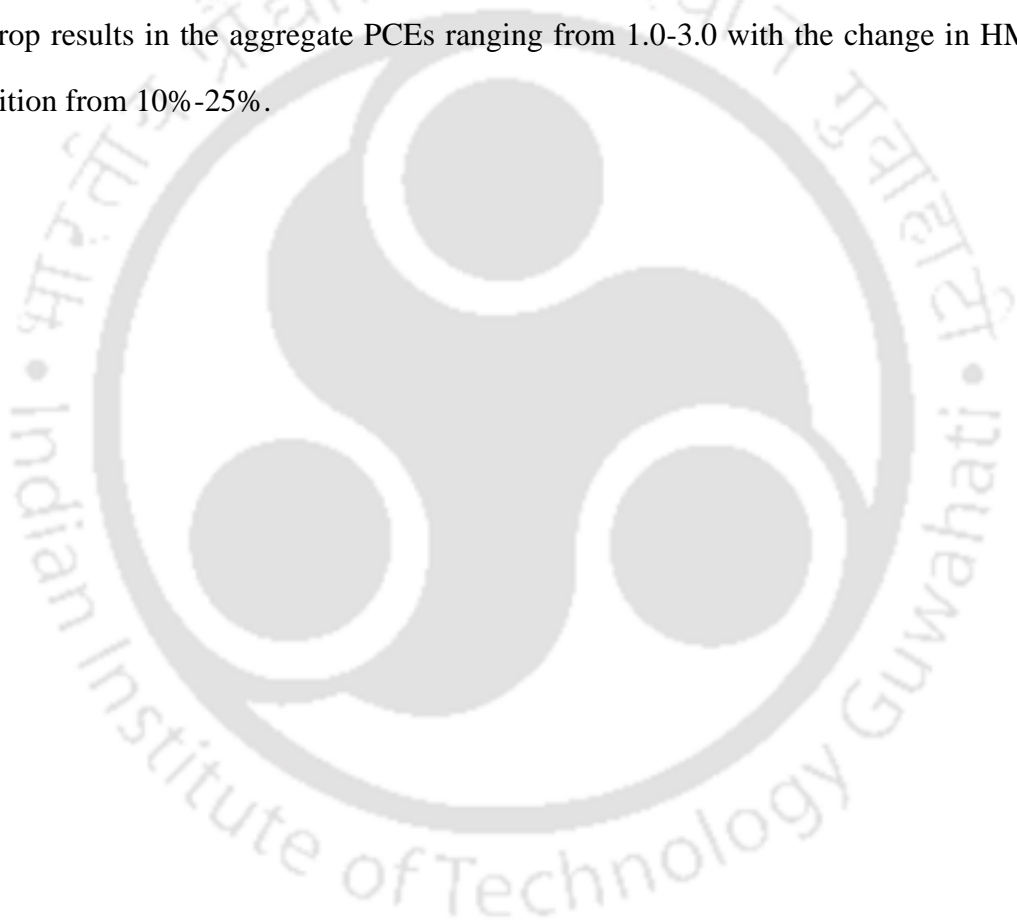 rop results in the aggregate PCEs ranging from 1.0-3.0 with the change in HM
ition from 10%-25%.
भारतीय
गुवाहाटी
Indian Institute of Technology Guwahati